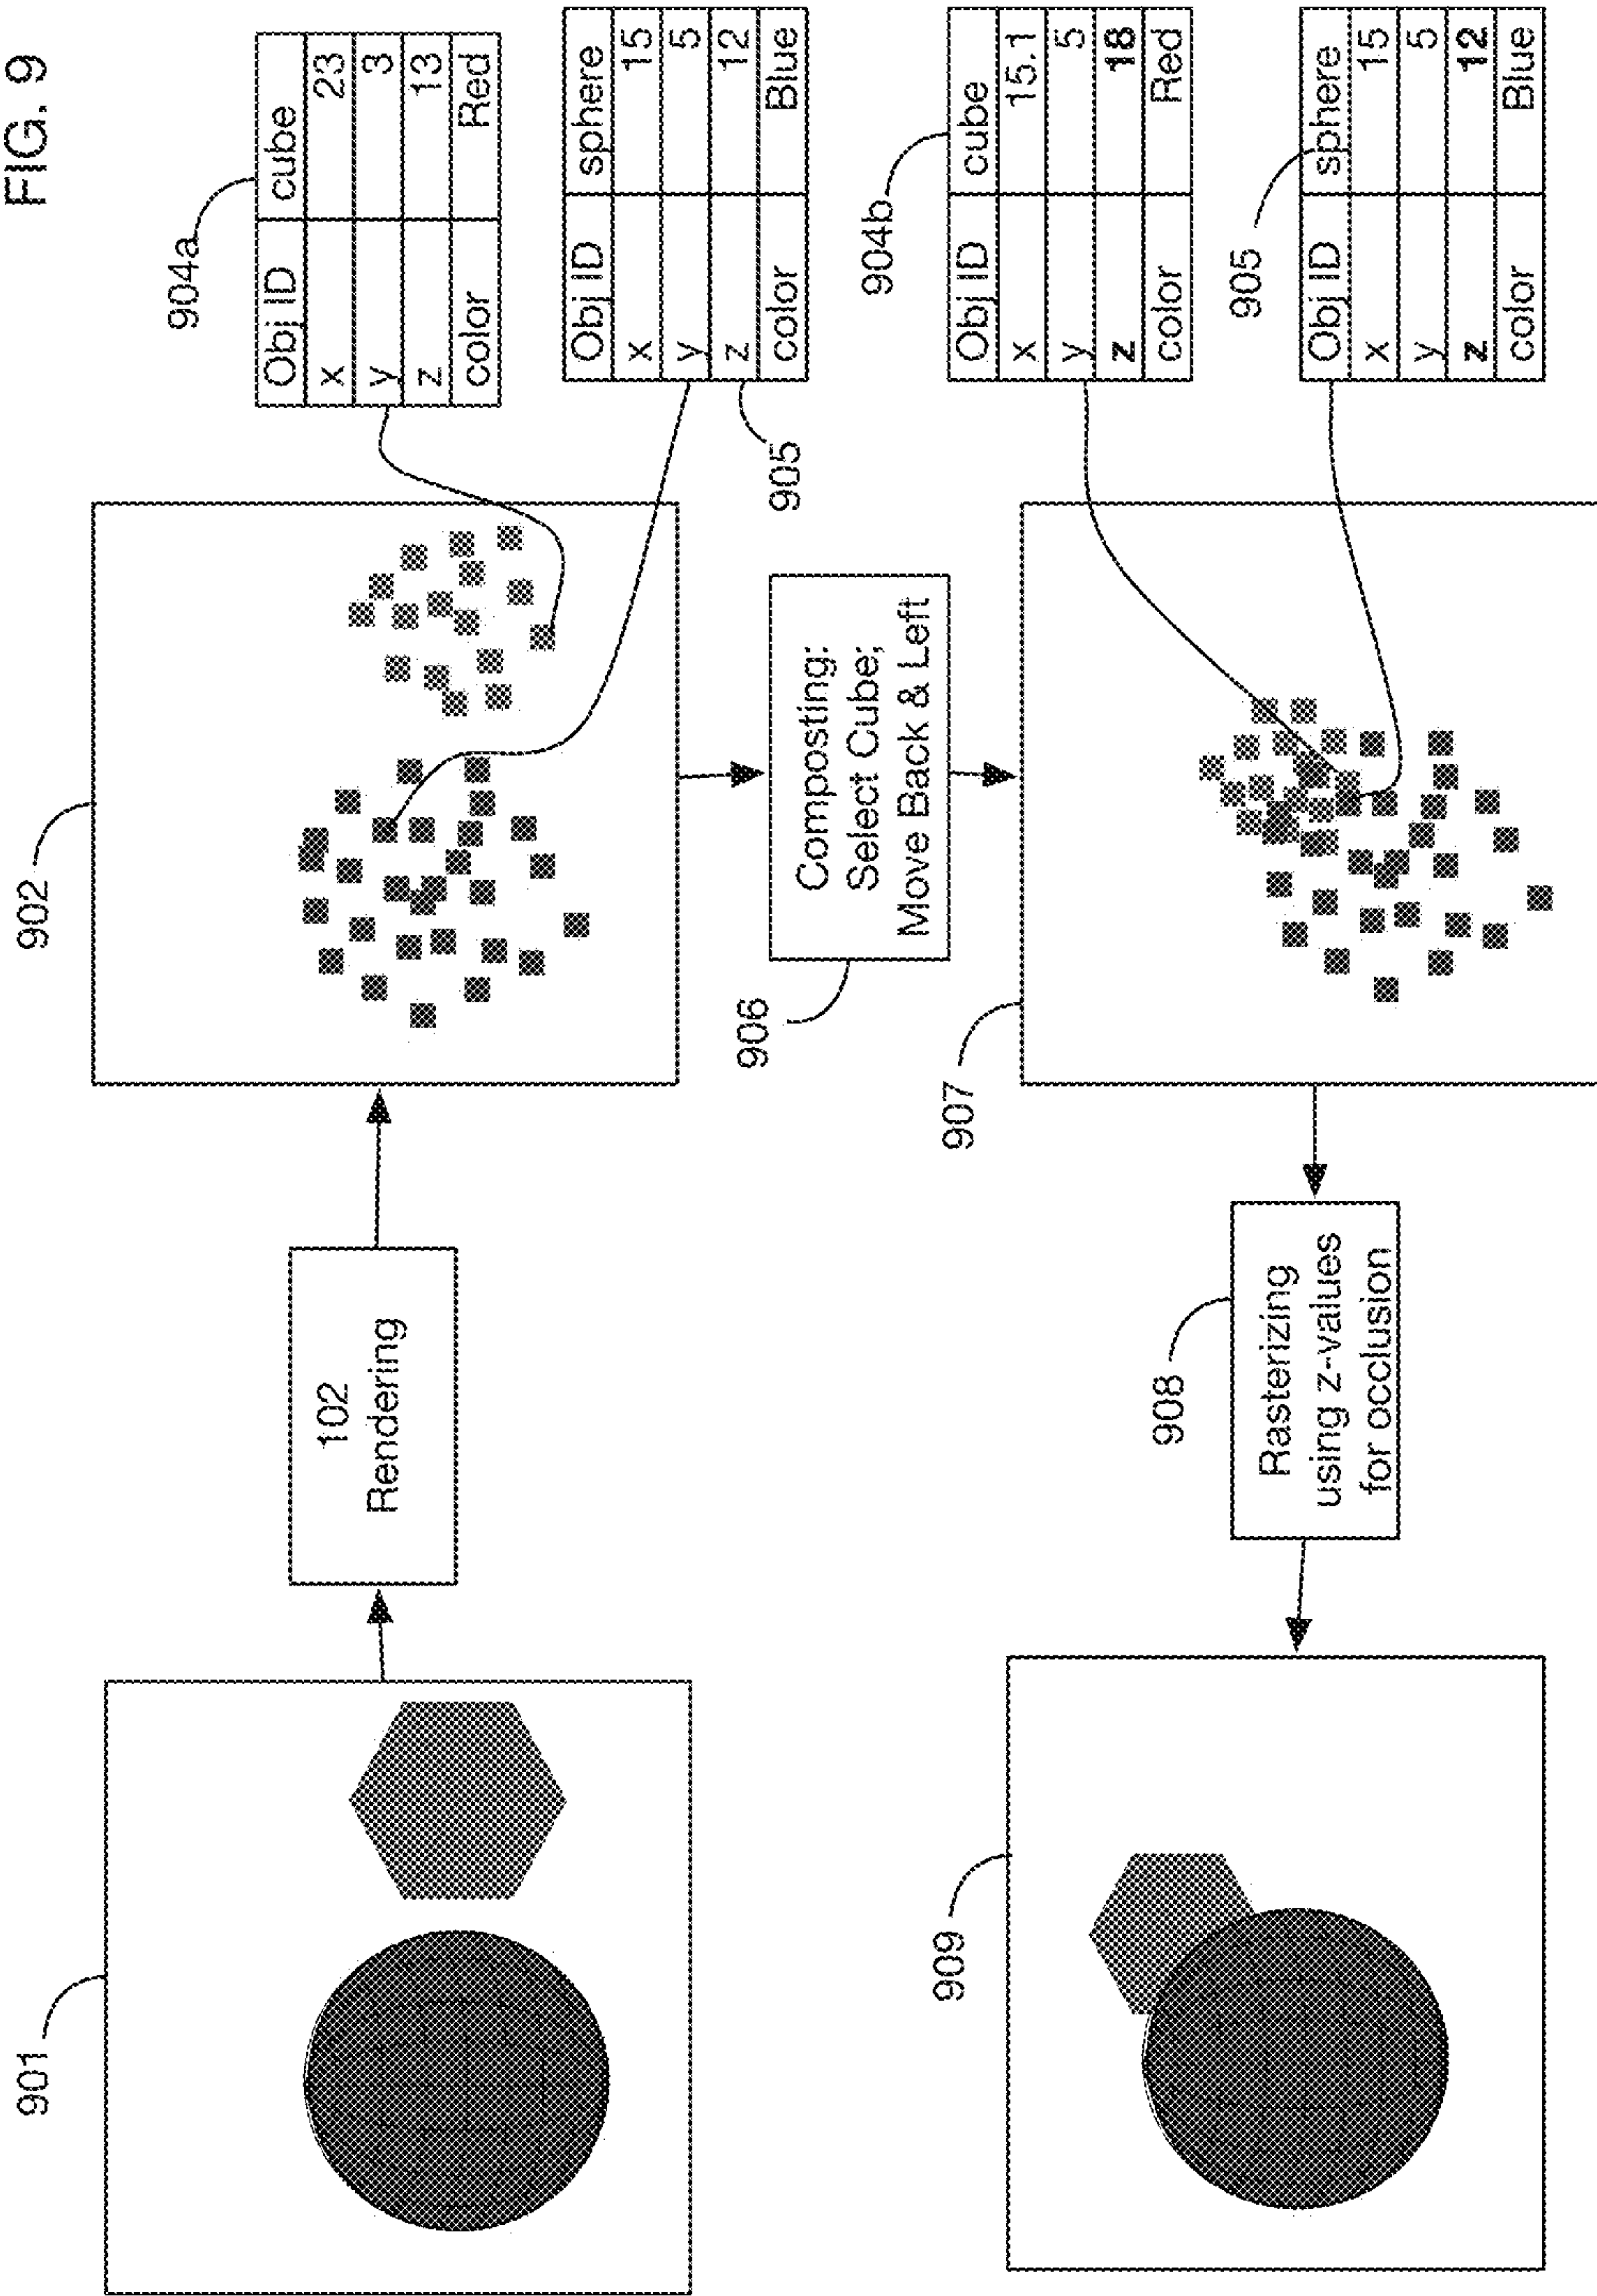 FIG. 9
901
102
Rendering
902
904a
Obj ID cube
x 23
y 3
z 13
color Red
Obj ID sphere
x 15
y 5
z 12
color Blue
905
906
Composting:
Select Cube;
Move Back & Left
907
904b
Obj ID cube
x 15.1
y 5
z 18
color Red
905
Obj ID sphere
x 15
y 5
z 12
color Blue
908
Rasterizing
using z-values
for occlusion
909